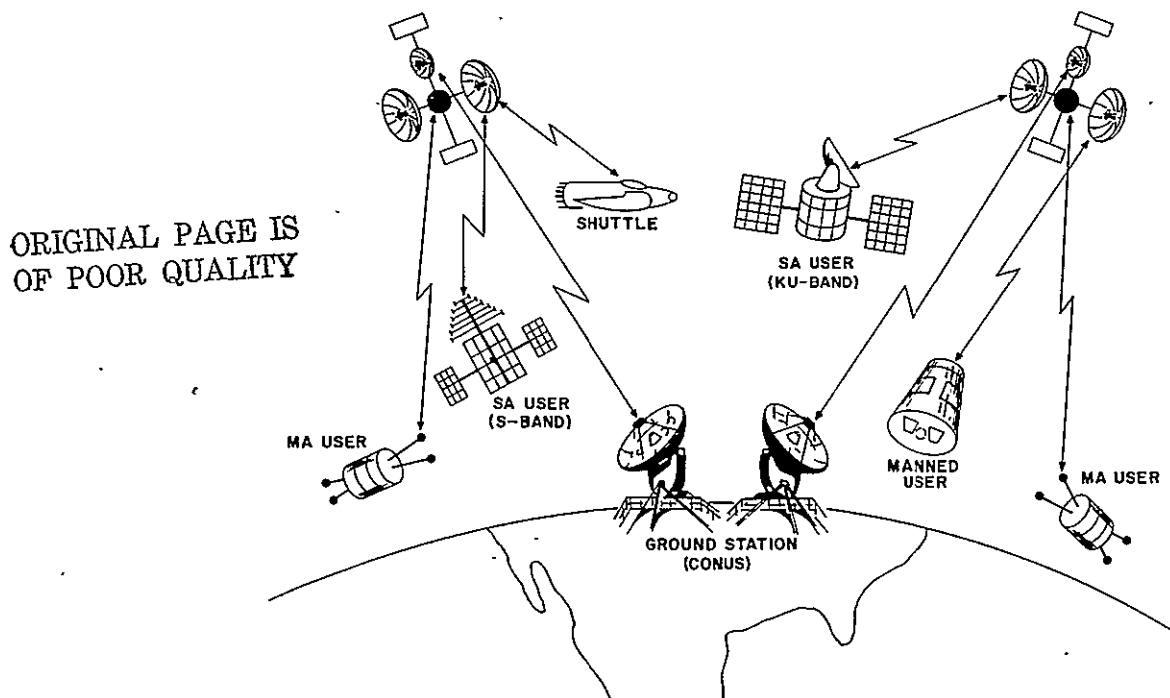 ORIGINAL PAGE IS
OF POOR QUALITY
SHUTTLE
SA USER
(KU-BAND)
SA USER
(S-BAND)
MA USER
MANNED
USER
MA USER
GROUND STATION
(CONUS)